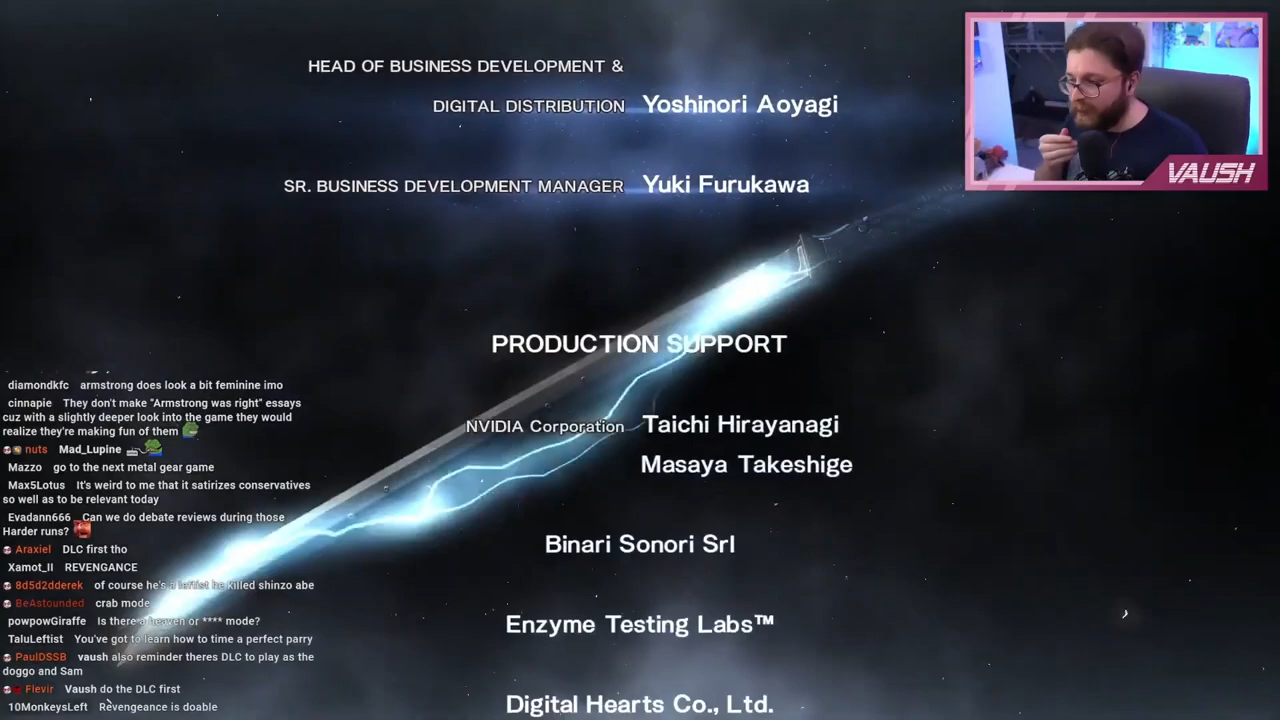 HEAD OF BUSINESS DEVELOPMENT &
DIGITAL DISTRIBUTION Yoshinori Aoyagi
SR. BUSINESS DEVELOPMENT MANAGER Yuki Furukawa
VAUSH
PRODUCTION SUPPORT
NVIDIA Corporation Taichi Hirayanagi
Masaya Takeshige
Binari Sonori Srl
Enzyme Testing Labs™
Digital Hearts Co., Ltd.
diamondkfc armstrong does look a bit feminine imo
cinnapie They don't make "Armstrong was right" essays
cuz with a slightly deeper look into the game they would
realize they're making fun of them
nuts Mad_Lupine
Mazzo go to the next metal gear game
Max5Lotus It's weird to me that it satirizes conservatives
so well as to be relevant today
Evadann666 Can we do debate reviews during those
Harder runs?
Araxiel DLC first tho
Xamot_II REVENGANCE
8d5d2dderek of course he's a leftist he killed shinzo abe
BeAstounded crab mode
powpowGiraffe Is there a heaven or **** mode?
TaluLeftist You've got to learn how to time a perfect parry
PaulDSSB vaush also reminder theres DLC to play as the
doggo and Sam
Flevir Vaush do the DLC first
10MonkeysLeft Revengeance is doable